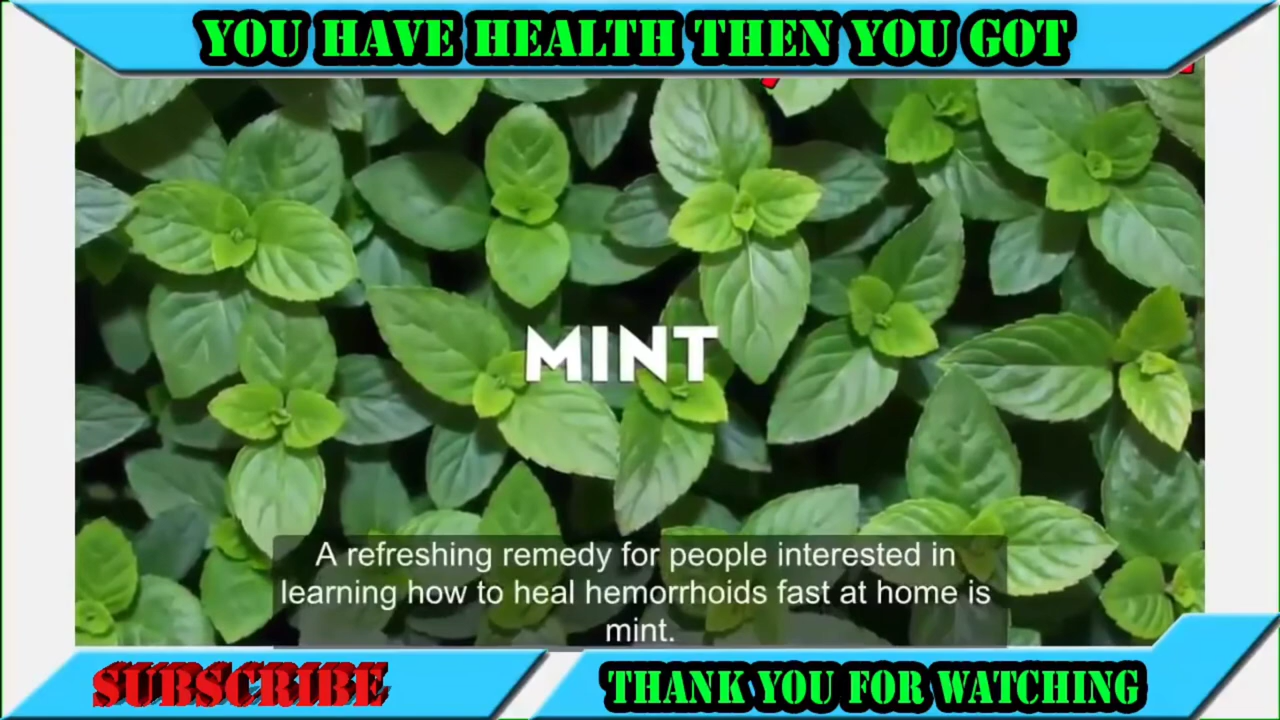 YOU HAVE HEALTH THEN YOU GOT
MINT
A refreshing remedy for people interested in
learning how to heal hemorrhoids fast at home is
mint.
SUBSCRIBE
THANK YOU FOR WATCHING